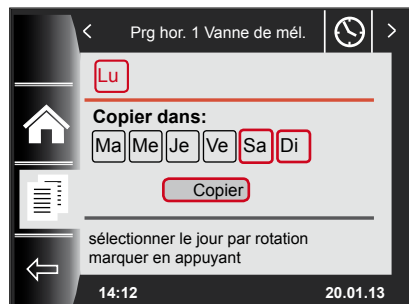 < Prg hor. 1 Vanne de mél. >
Lu
Copier dans:
Ma Me Je Ve Sa Di
Copier
sélectionner le jour par rotation
marquer en appuyant
14:12 20.01.13